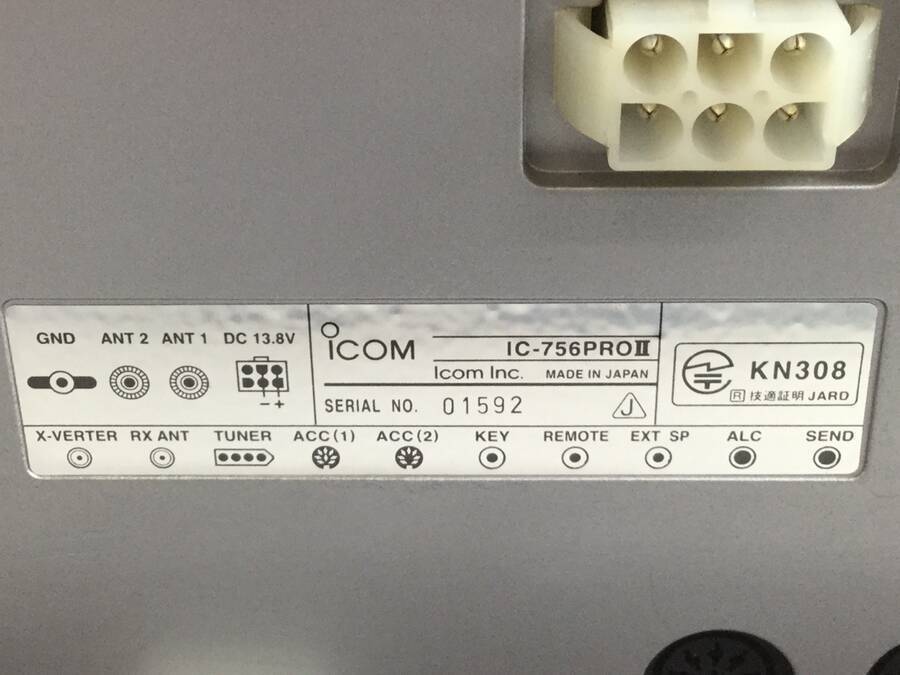 GND ANT 2 ANT 1 DC 13.8V
- +
ICOM IC-756PROⅡ
Icom Inc. MADE IN JAPAN
SERIAL NO. 01592 J
KN308
R 技適証明 JARD
X-VERTER RX ANT TUNER ACC(1) ACC(2) KEY REMOTE EXT SP ALC SEND